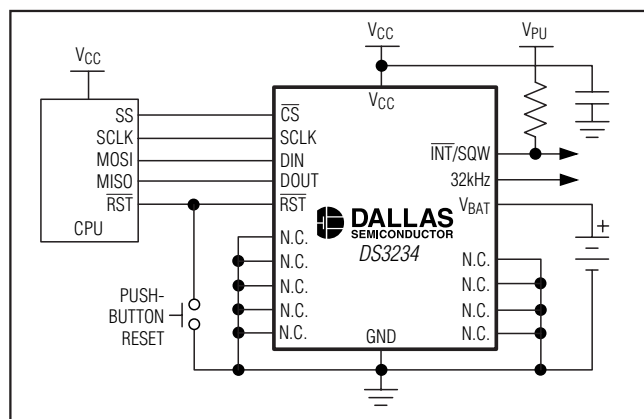 VCC
CPU
SS
SCLK
MOSI
MISO
RST
PUSH-
BUTTON
RESET
VCC
VPU
VCC
CS
SCLK
DIN
DOUT
RST
N.C.
N.C.
N.C.
N.C.
N.C.
DALLAS
SEMICONDUCTOR
DS3234
GND
INT/SQW
32kHz
VBAT
N.C.
N.C.
N.C.
N.C.
+